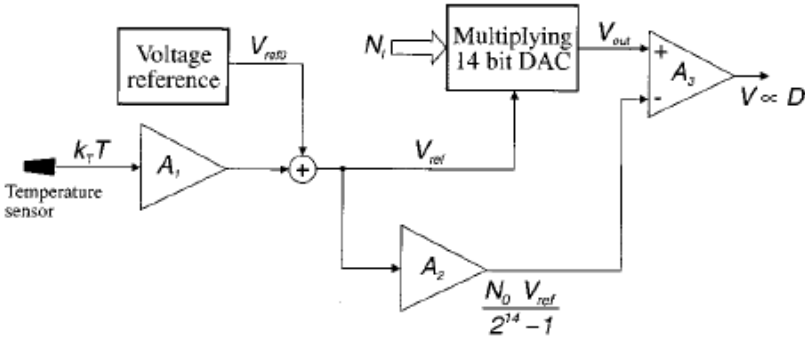 Voltage
reference
V_ref0
N_i
Multiplying
14 bit DAC
V_out
+
-
A_3
V ∝ D
k_T T
Temperature
sensor
A_1
+
V_ref
A_2
N_0 V_ref
2^14 - 1